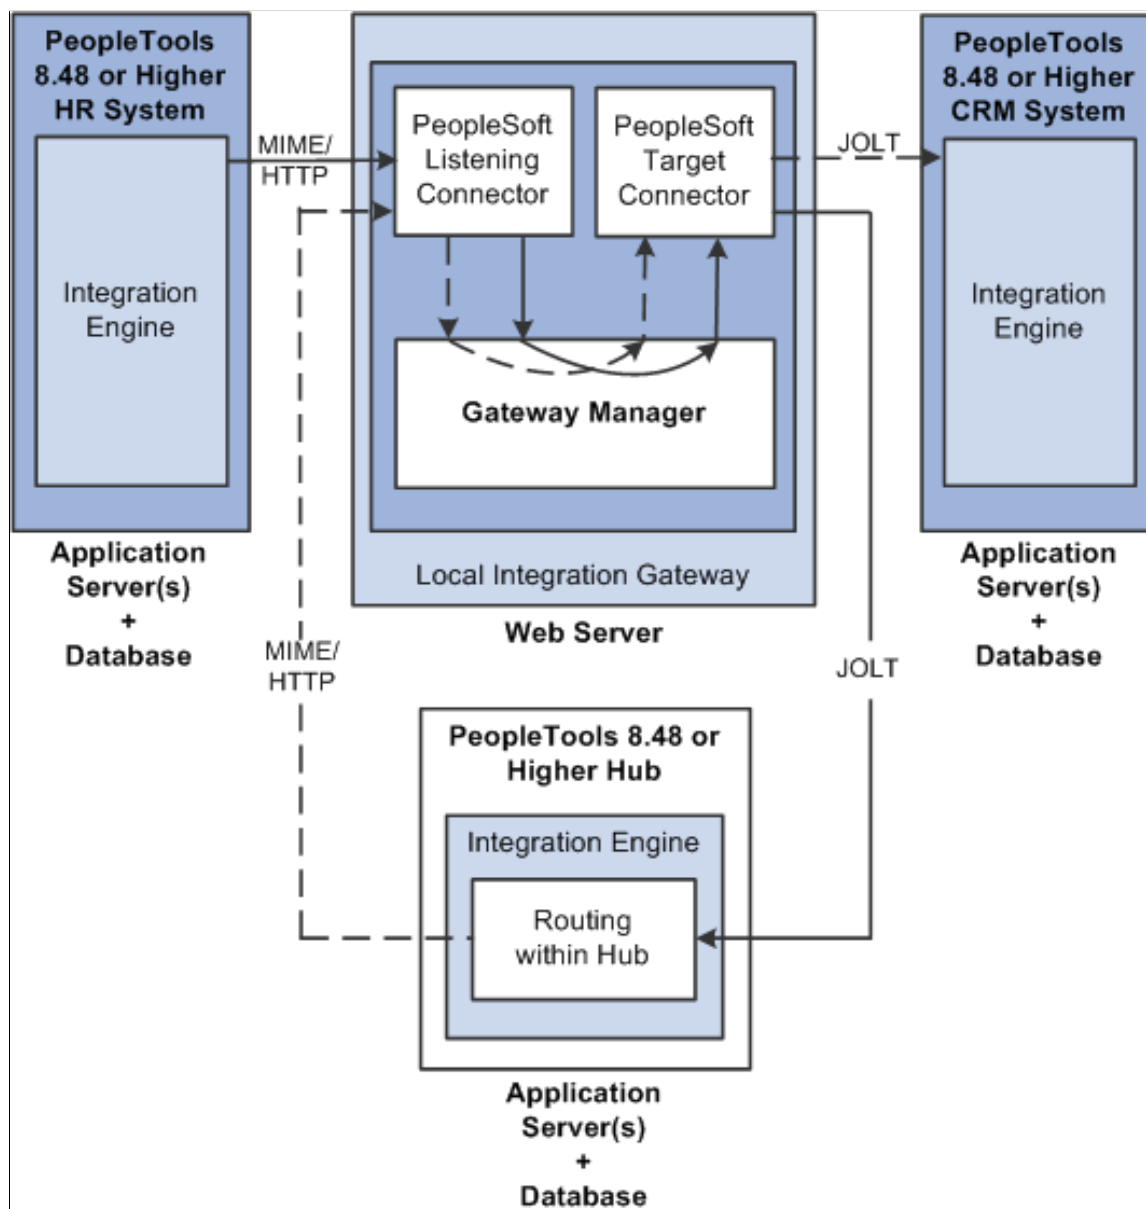 PeopleTools
8.48 or Higher
HR System
Integration
Engine
Application
Server(s)
+
Database
MIME/
HTTP
PeopleSoft
Listening
Connector
PeopleSoft
Target
Connector
Gateway Manager
Local Integration Gateway
Web Server
JOLT
PeopleTools
8.48 or Higher
CRM System
Integration
Engine
Application
Server(s)
+
Database
MIME/
HTTP
JOLT
PeopleTools 8.48 or
Higher Hub
Integration Engine
Routing
within Hub
Application
Server(s)
+
Database